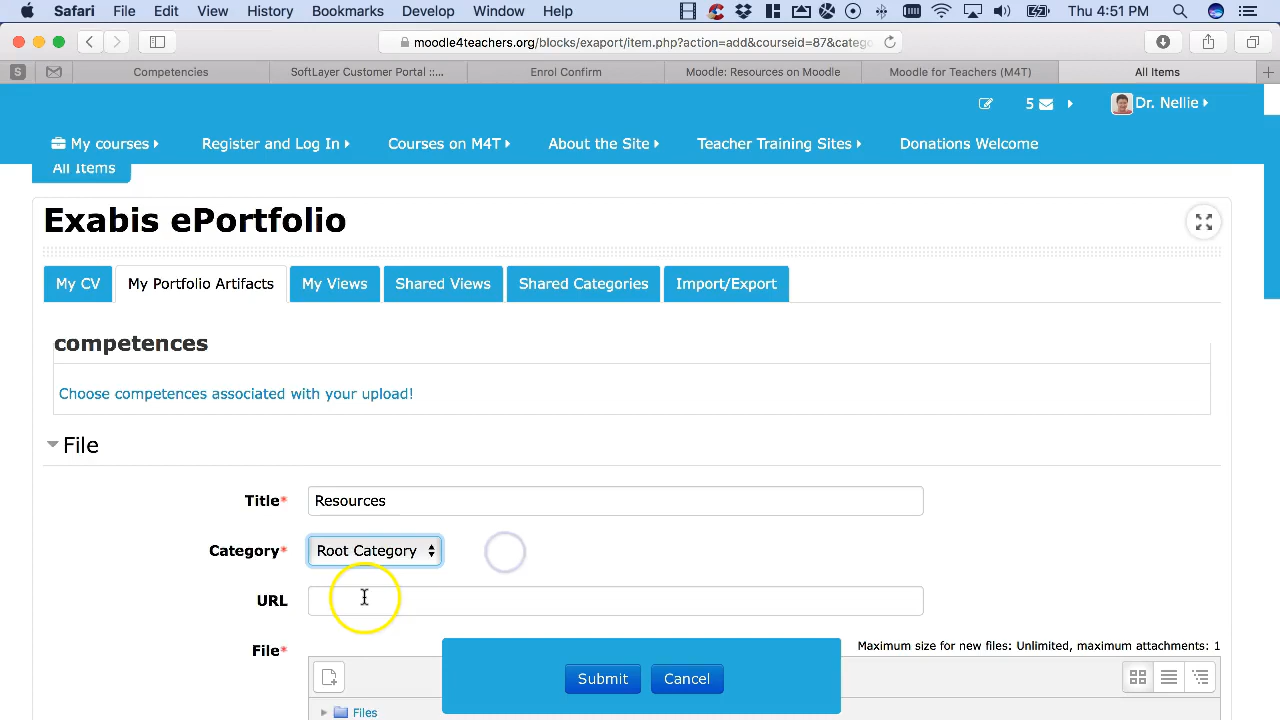 Safari File Edit View History Bookmarks Develop Window Help Thu 4:51 PM
moodle4teachers.org/blocks/exaport/item.php?action=add&courseid=87&catego
S Competencies SoftLayer Customer Portal ::... Enrol Confirm Moodle: Resources on Moodle Moodle for Teachers (M4T) All Items
5 Dr. Nellie
My courses Register and Log In Courses on M4T About the Site Teacher Training Sites Donations Welcome
All Items
Exabis ePortfolio
My CV My Portfolio Artifacts My Views Shared Views Shared Categories Import/Export
competences
Choose competences associated with your upload!
File
Title* Resources
Category* Root Category
URL
File* Maximum size for new files: Unlimited, maximum attachments: 1
Submit Cancel
Files